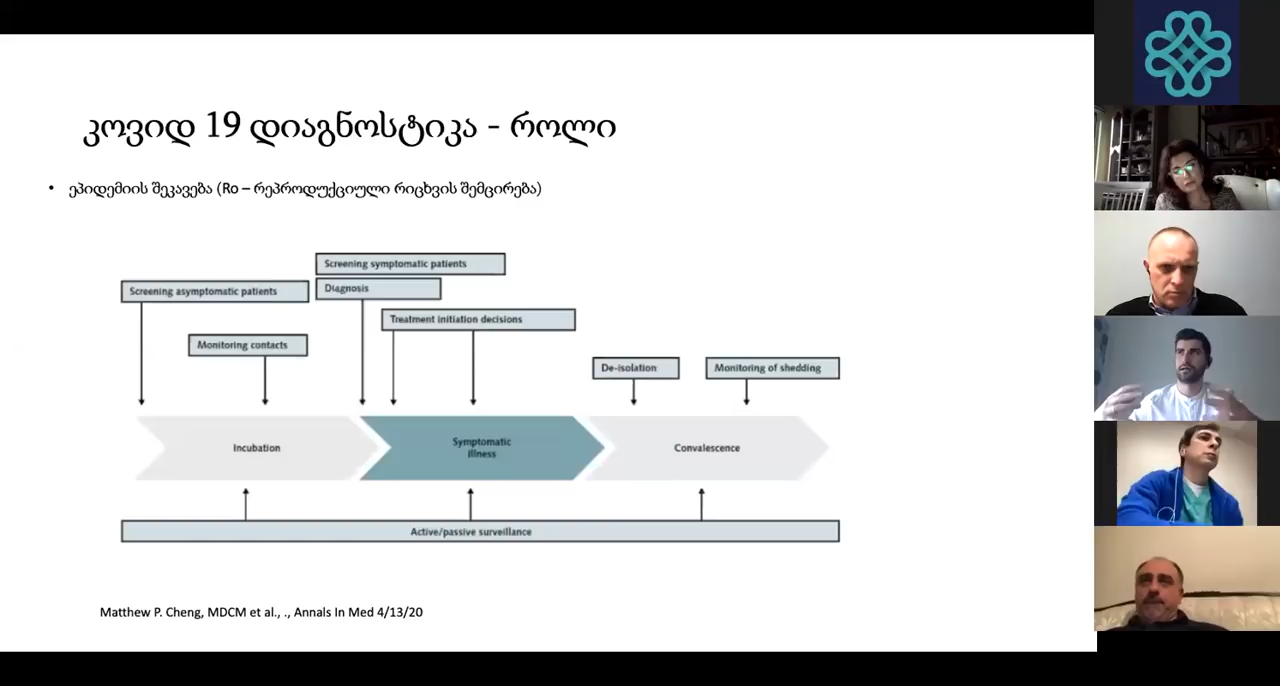 კოვიდ 19 დიაგნოსტიკა - როლი
• ეპიდემიის შეკავება (Ro – რეპროდუქციული რიცხვის შემცირება)
Screening symptomatic patients
Screening asymptomatic patients
Diagnosis
Treatment initiation decisions
Monitoring contacts
De-isolation
Monitoring of shedding
Incubation
Symptomatic
illness
Convalescence
Active/passive surveillance
Matthew P. Cheng, MDCM et al., ., Annals In Med 4/13/20